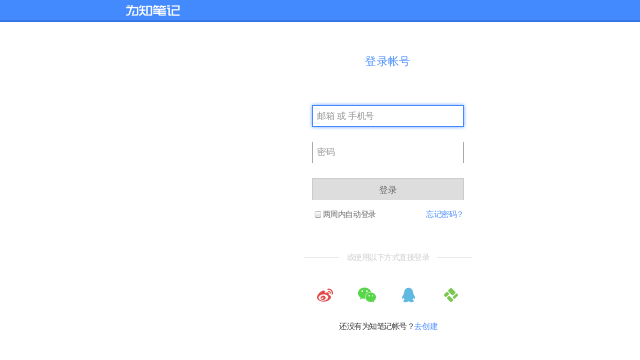 为知笔记
登录帐号
邮箱 或 手机号
密码
登录
两周内自动登录 忘记密码？
或使用以下方式直接登录
还没有为知笔记帐号？去创建